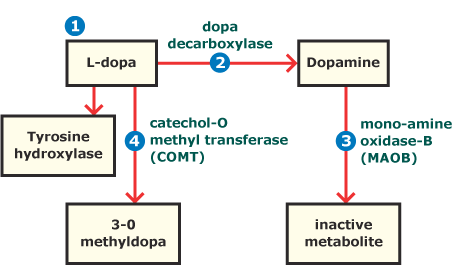 1
dopa
decarboxylase
L-dopa
2
Dopamine
Tyrosine
hydroxylase
4
catechol-O
methyl transferase
(COMT)
3
mono-amine
oxidase-B
(MAOB)
3-0
methyldopa
inactive
metabolite